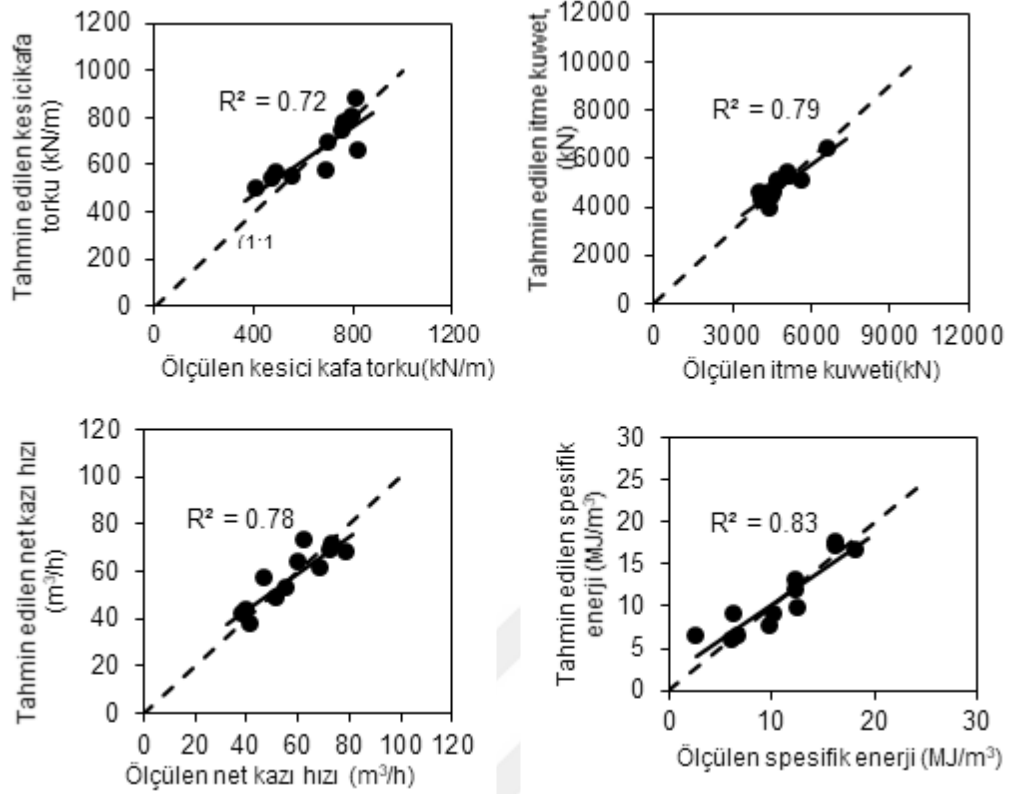 1200
1000
800
600
400
200
0
Tahmin edilen kesicikafa
torku (kN/m)
R² = 0.72
(1:1
0 400 800 1200
Ölçülen kesici kafa torku(kN/m)
12000
10000
8000
6000
4000
2000
0
Tahmin edilen itme kuvvet,
(kN)
R² = 0.79
0 3000 6000 9000 12000
Ölçülen itme kuvveti(kN)
120
100
80
60
40
20
0
Tahmin edilen net kazı hızı
(m³/h)
R² = 0.78
0 20 40 60 80 100 120
Ölçülen net kazı hızı (m³/h)
30
25
20
15
10
5
0
Tahmin edilen spesifik
enerji (MJ/m³)
R² = 0.83
0 10 20 30
Ölçülen spesifik enerji (MJ/m³)